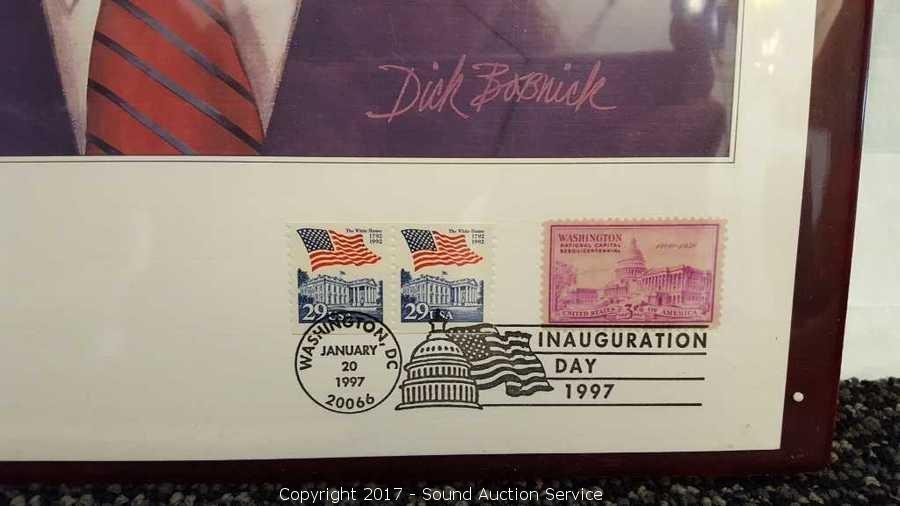 Dick Bobnick
The White House
1792
1992
29 USA
The White House
1792
1992
29 USA
WASHINGTON
NATIONAL CAPITAL
SESQUICENTENNIAL
UNITED STATES 3¢ OF AMERICA
WASHINGTON, DC
JANUARY
20
1997
20066
INAUGURATION
DAY
1997
Copyright 2017 - Sound Auction Service